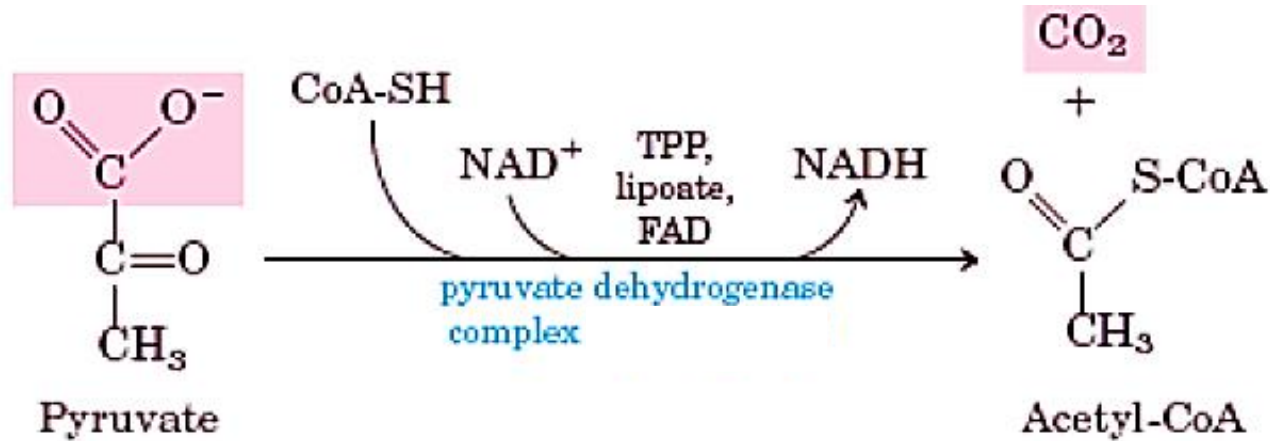 CO₂
+
O O⁻
C
C=O
CH₃
Pyruvate
CoA-SH
NAD⁺
TPP,
lipoate,
FAD
NADH
pyruvate dehydrogenase
complex
O S-CoA
C
CH₃
Acetyl-CoA